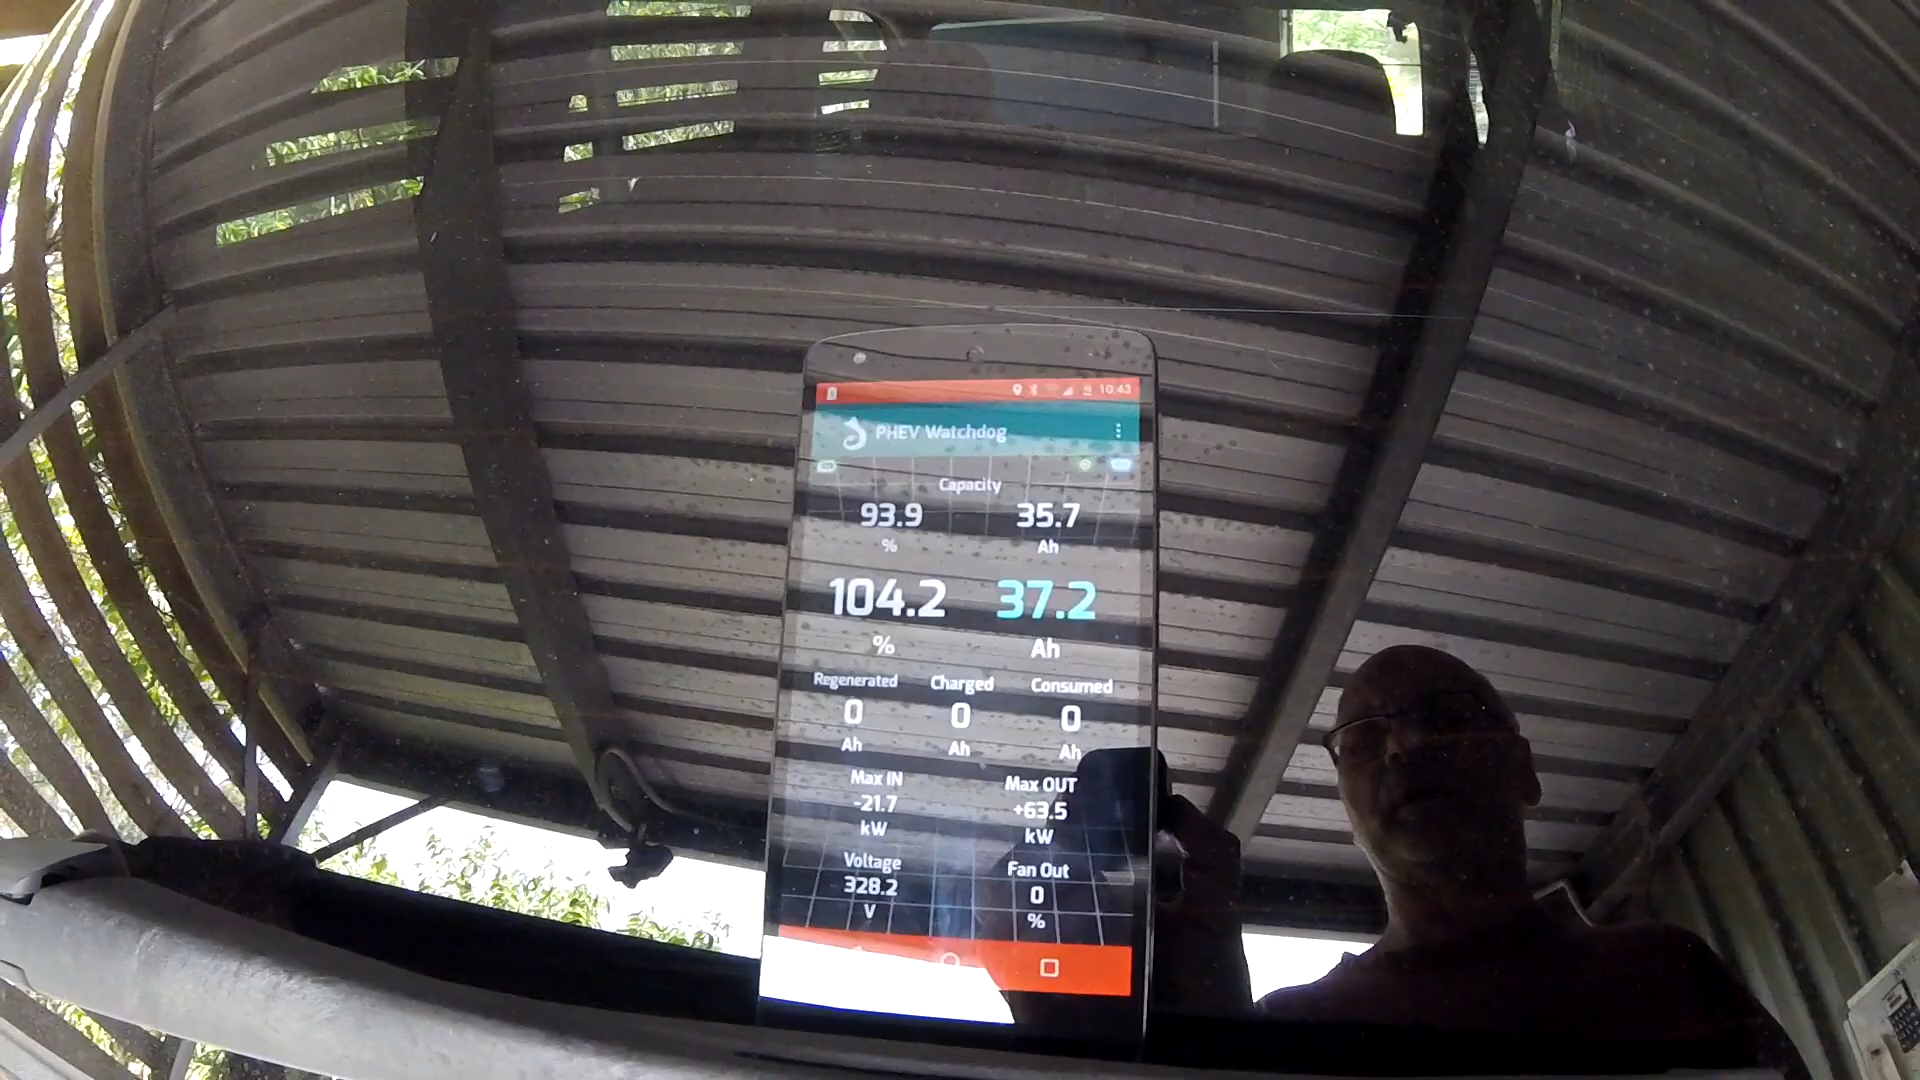 10:43
PHEV Watchdog
Capacity
93.9 35.7
% Ah
104.2 37.2
% Ah
Regenerated Charged Consumed
0 0 0
Ah Ah Ah
Max IN Max OUT
-21.7 +63.5
kW kW
Voltage Fan Out
328.2 0
V %